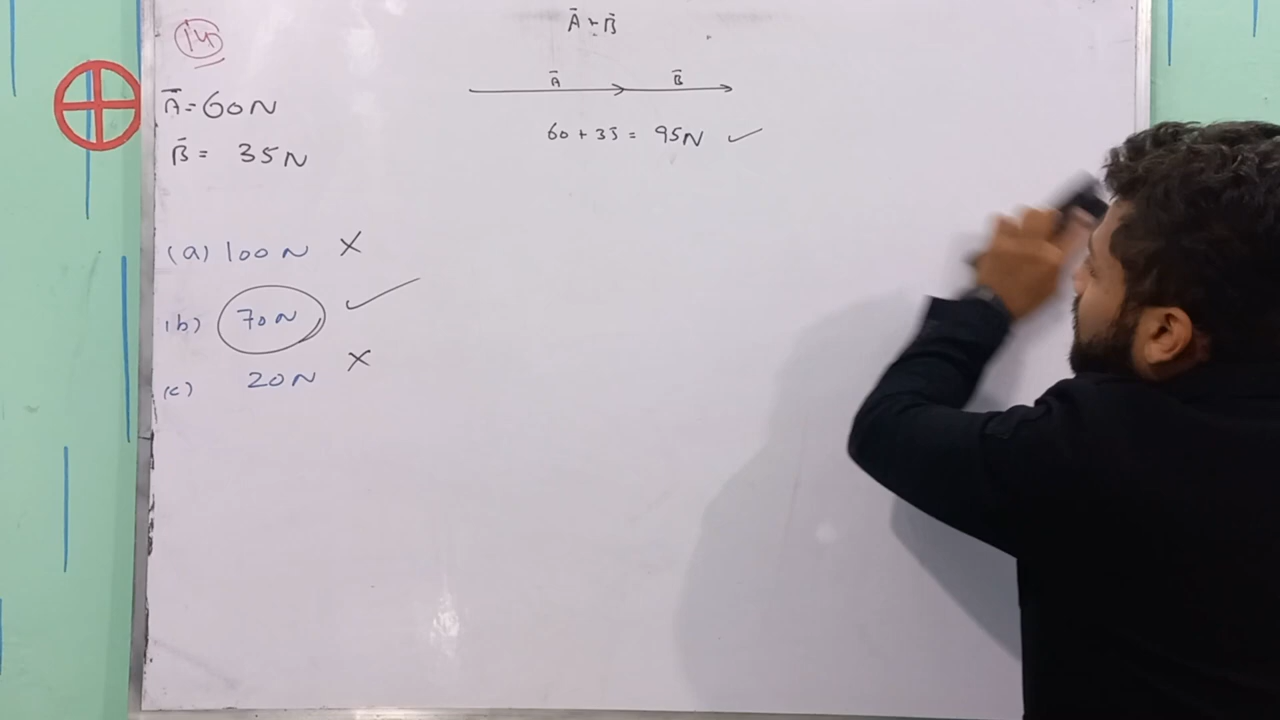 14
A̅ + B̅
A̅ = 60N
B̅ = 35N
A̅ B̅
60 + 35 = 95N ✓
(a) 100N ×
(b) 70N ✓
(c) 20N ×